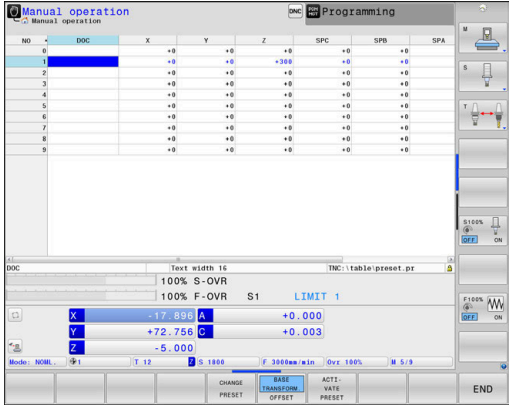 Manual operation
Manual operation
DNC
Programming
NO DOC X Y Z SPC SPB SPA
0 +0 +0 +0 +0 +0
1 +0 +0 +300 +0 +0
2 +0 +0 +0 +0 +0
3 +0 +0 +0 +0 +0
4 +0 +0 +0 +0 +0
5 +0 +0 +0 +0 +0
6 +0 +0 +0 +0 +0
7 +0 +0 +0 +0 +0
8 +0 +0 +0 +0 +0
9 +0 +0 +0 +0 +0
DOC Text width 16 TNC:\table\preset.pr
100% S-OVR
100% F-OVR S1 LIMIT 1
X -17.896 A +0.000
Y +72.756 C +0.003
Z -5.000
Mode: NOML. 1 T 12 Z S 1800 F 3000mm/min Ovr 100% M 5/9
CHANGE PRESET
BASE TRANSFORM. OFFSET
ACTI- VATE PRESET
END
M
S
T
S100%
OFF ON
F100%
OFF ON